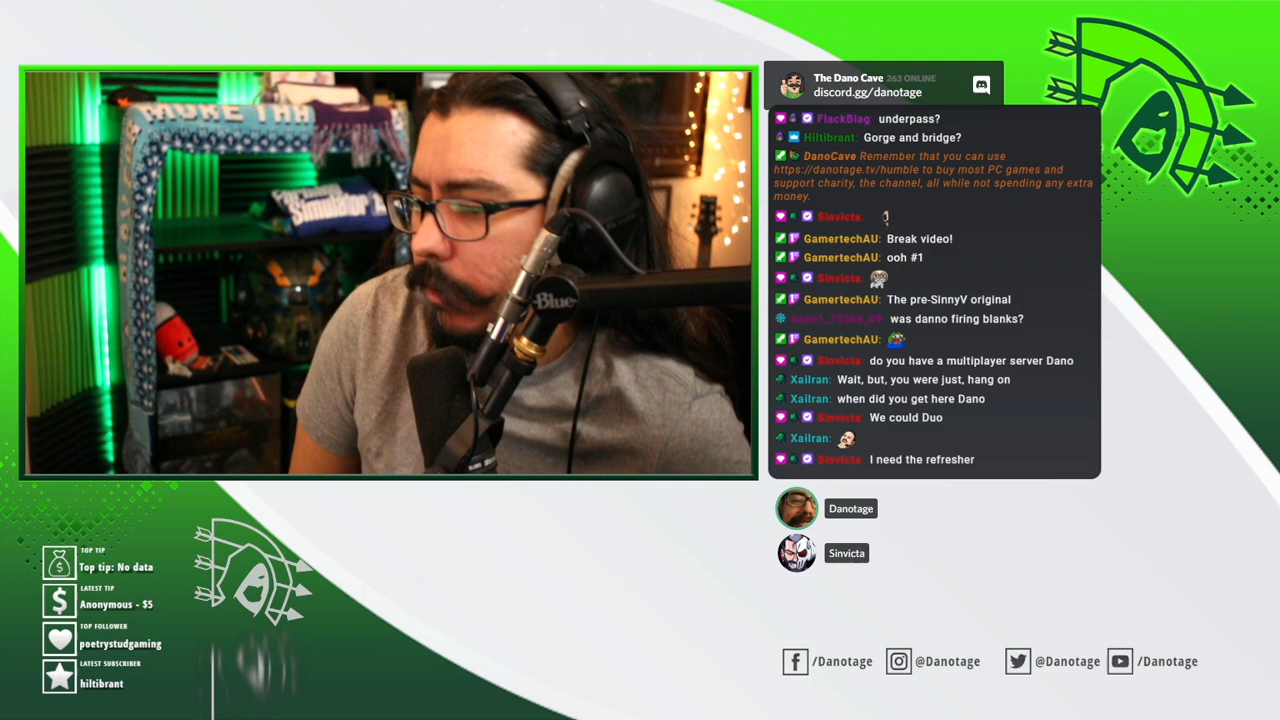 MORE THA
Simulator
Blue
The Dano Cave 263 ONLINE
discord.gg/danotage
FlackBlag: underpass?
Hiltibrant: Gorge and bridge?
DanoCave Remember that you can use
https://danotage.tv/humble to buy most PC games and
support charity, the channel, all while not spending any extra
money.
Sinvicta:
GamertechAU: Break video!
GamertechAU: ooh #1
Sinvicta:
GamertechAU: The pre-SinnyV original
was danno firing blanks?
GamertechAU:
Sinvicta: do you have a multiplayer server Dano
Xailran: Wait, but, you were just, hang on
Xailran: when did you get here Dano
Sinvicta: We could Duo
Xailran:
Sinvicta: I need the refresher
Danotage
Sinvicta
TOP TIP
Top tip: No data
LATEST TIP
Anonymous - $5
TOP FOLLOWER
poetrystudgaming
LATEST SUBSCRIBER
hiltibrant
/Danotage @Danotage @Danotage /Danotage